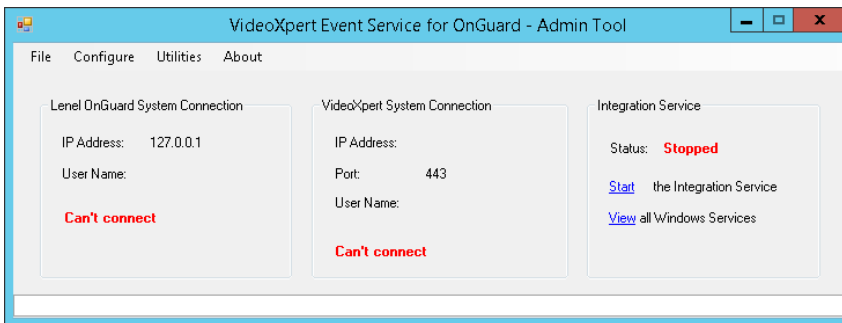 VideoXpert Event Service for OnGuard - Admin Tool
File Configure Utilities About
Lenel OnGuard System Connection
IP Address: 127.0.0.1
User Name:
Can't connect
VideoXpert System Connection
IP Address:
Port: 443
User Name:
Can't connect
Integration Service
Status: Stopped
Start the Integration Service
View all Windows Services